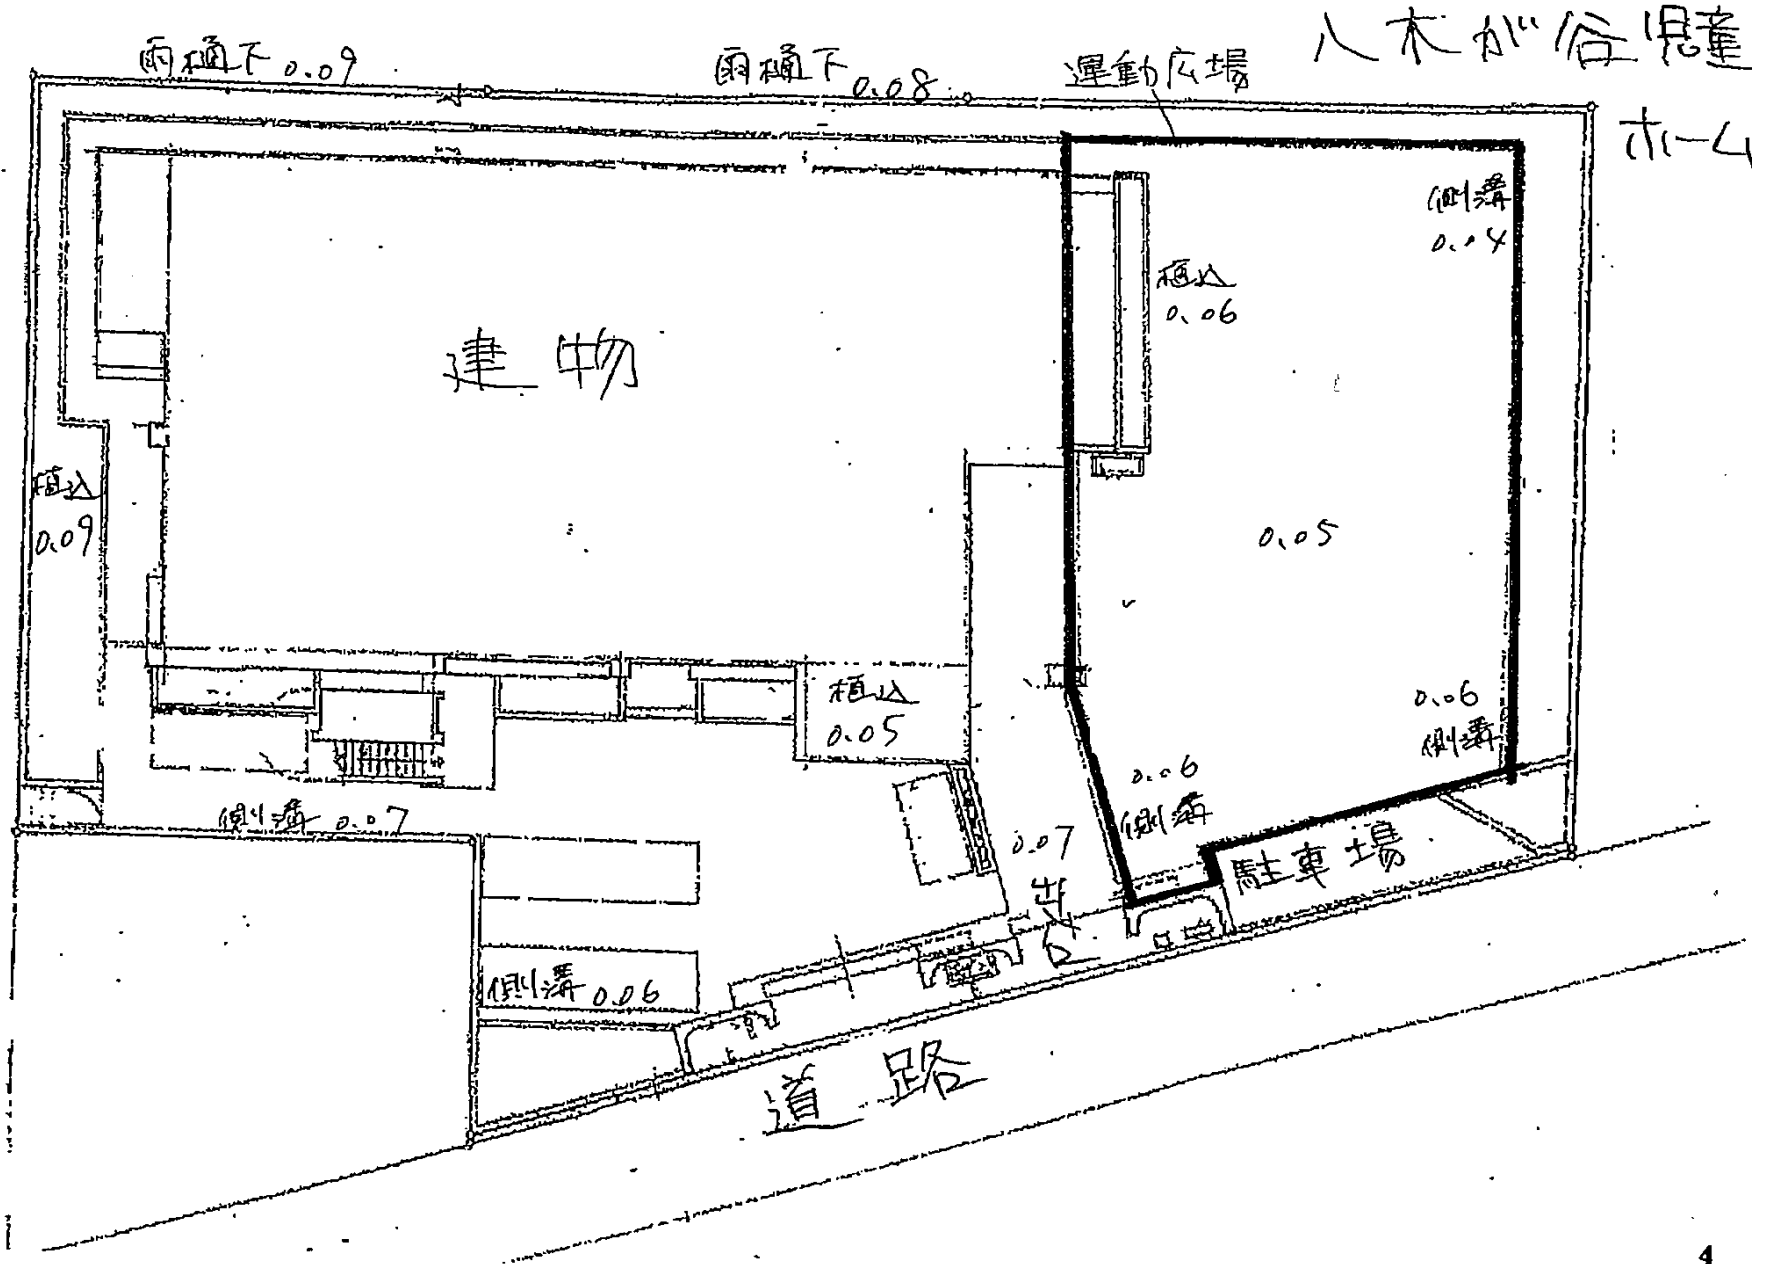 八木が谷児童
ホーム
雨樋下 0.09
雨樋下 0.08
運動広場
側溝
0.04
植込
0.06
建物
植込
0.09
0.05
植込
0.05
0.06
側溝
0.06
側溝
側溝 0.07
0.07
出入口
駐車場
側溝 0.06
道路
4